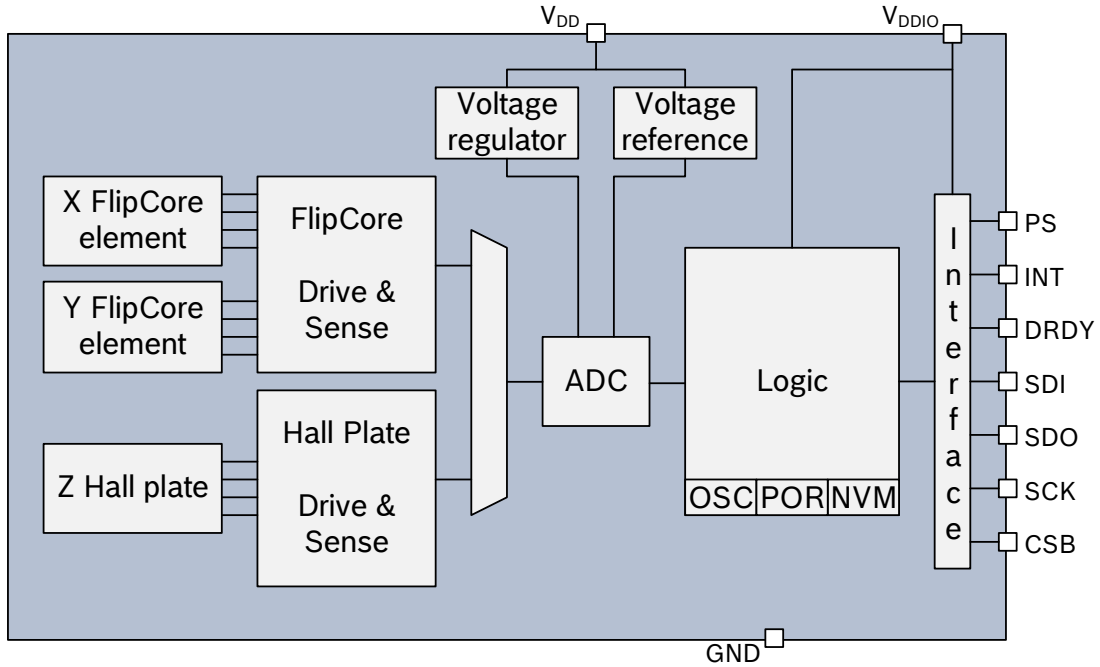 VDD
VDDIO
Voltage
regulator
Voltage
reference
X FlipCore
element
Y FlipCore
element
FlipCore
Drive &
Sense
Hall Plate
Drive &
Sense
Z Hall plate
ADC
Logic
OSC POR NVM
Interface
PS
INT
DRDY
SDI
SDO
SCK
CSB
GND